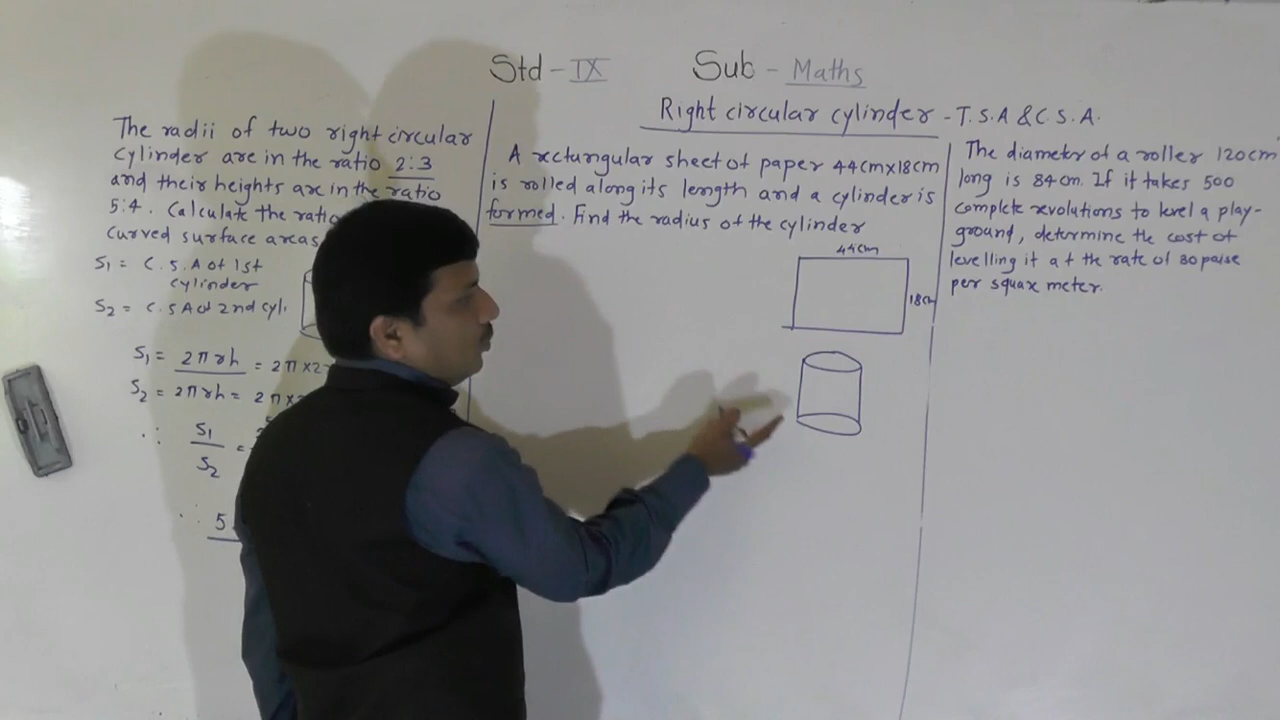 Std - IX Sub - Maths
Right circular cylinder - T.S.A & C.S.A.
The radii of two right circular
cylinder are in the ratio 2:3
and their heights are in the ratio
5:4. Calculate the ratio
curved surface areas
S1 = C.S.A of 1st
cylinder
S2 = C.S A of 2nd cyl.
S1 = 2πrh = 2π×2
S2 = 2πrh = 2π×
∴ S1
S2 =
∴ 5
A rectangular sheet of paper 44cm×18cm
is rolled along its length and a cylinder is
formed. Find the radius of the cylinder
44cm
18cm
The diameter of a roller 120cm
long is 84cm. If it takes 500
complete revolutions to level a play-
ground, determine the cost of
levelling it at the rate of 30 paise
per square meter.